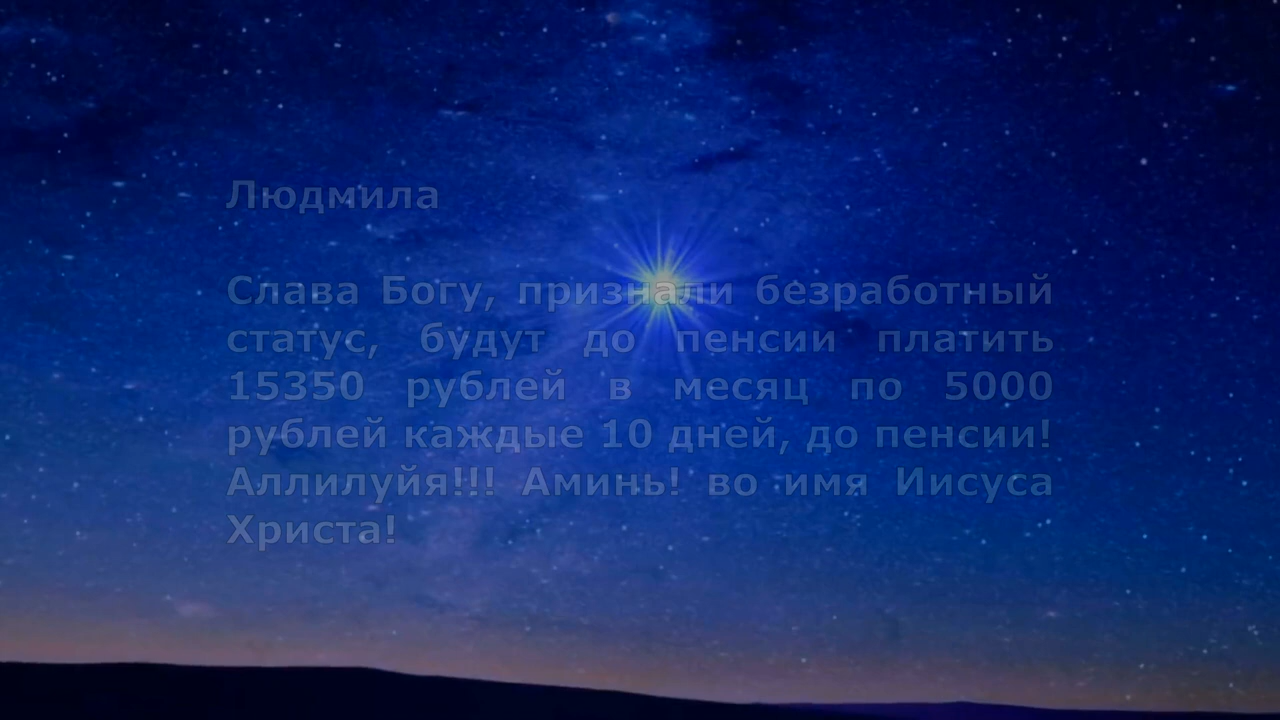 Людмила
Слава Богу, признали безработный
статус, будут до пенсии платить
15350 рублей в месяц по 5000
рублей каждые 10 дней, до пенсии!
Аллилуйя!!! Аминь! во имя Иисуса
Христа!